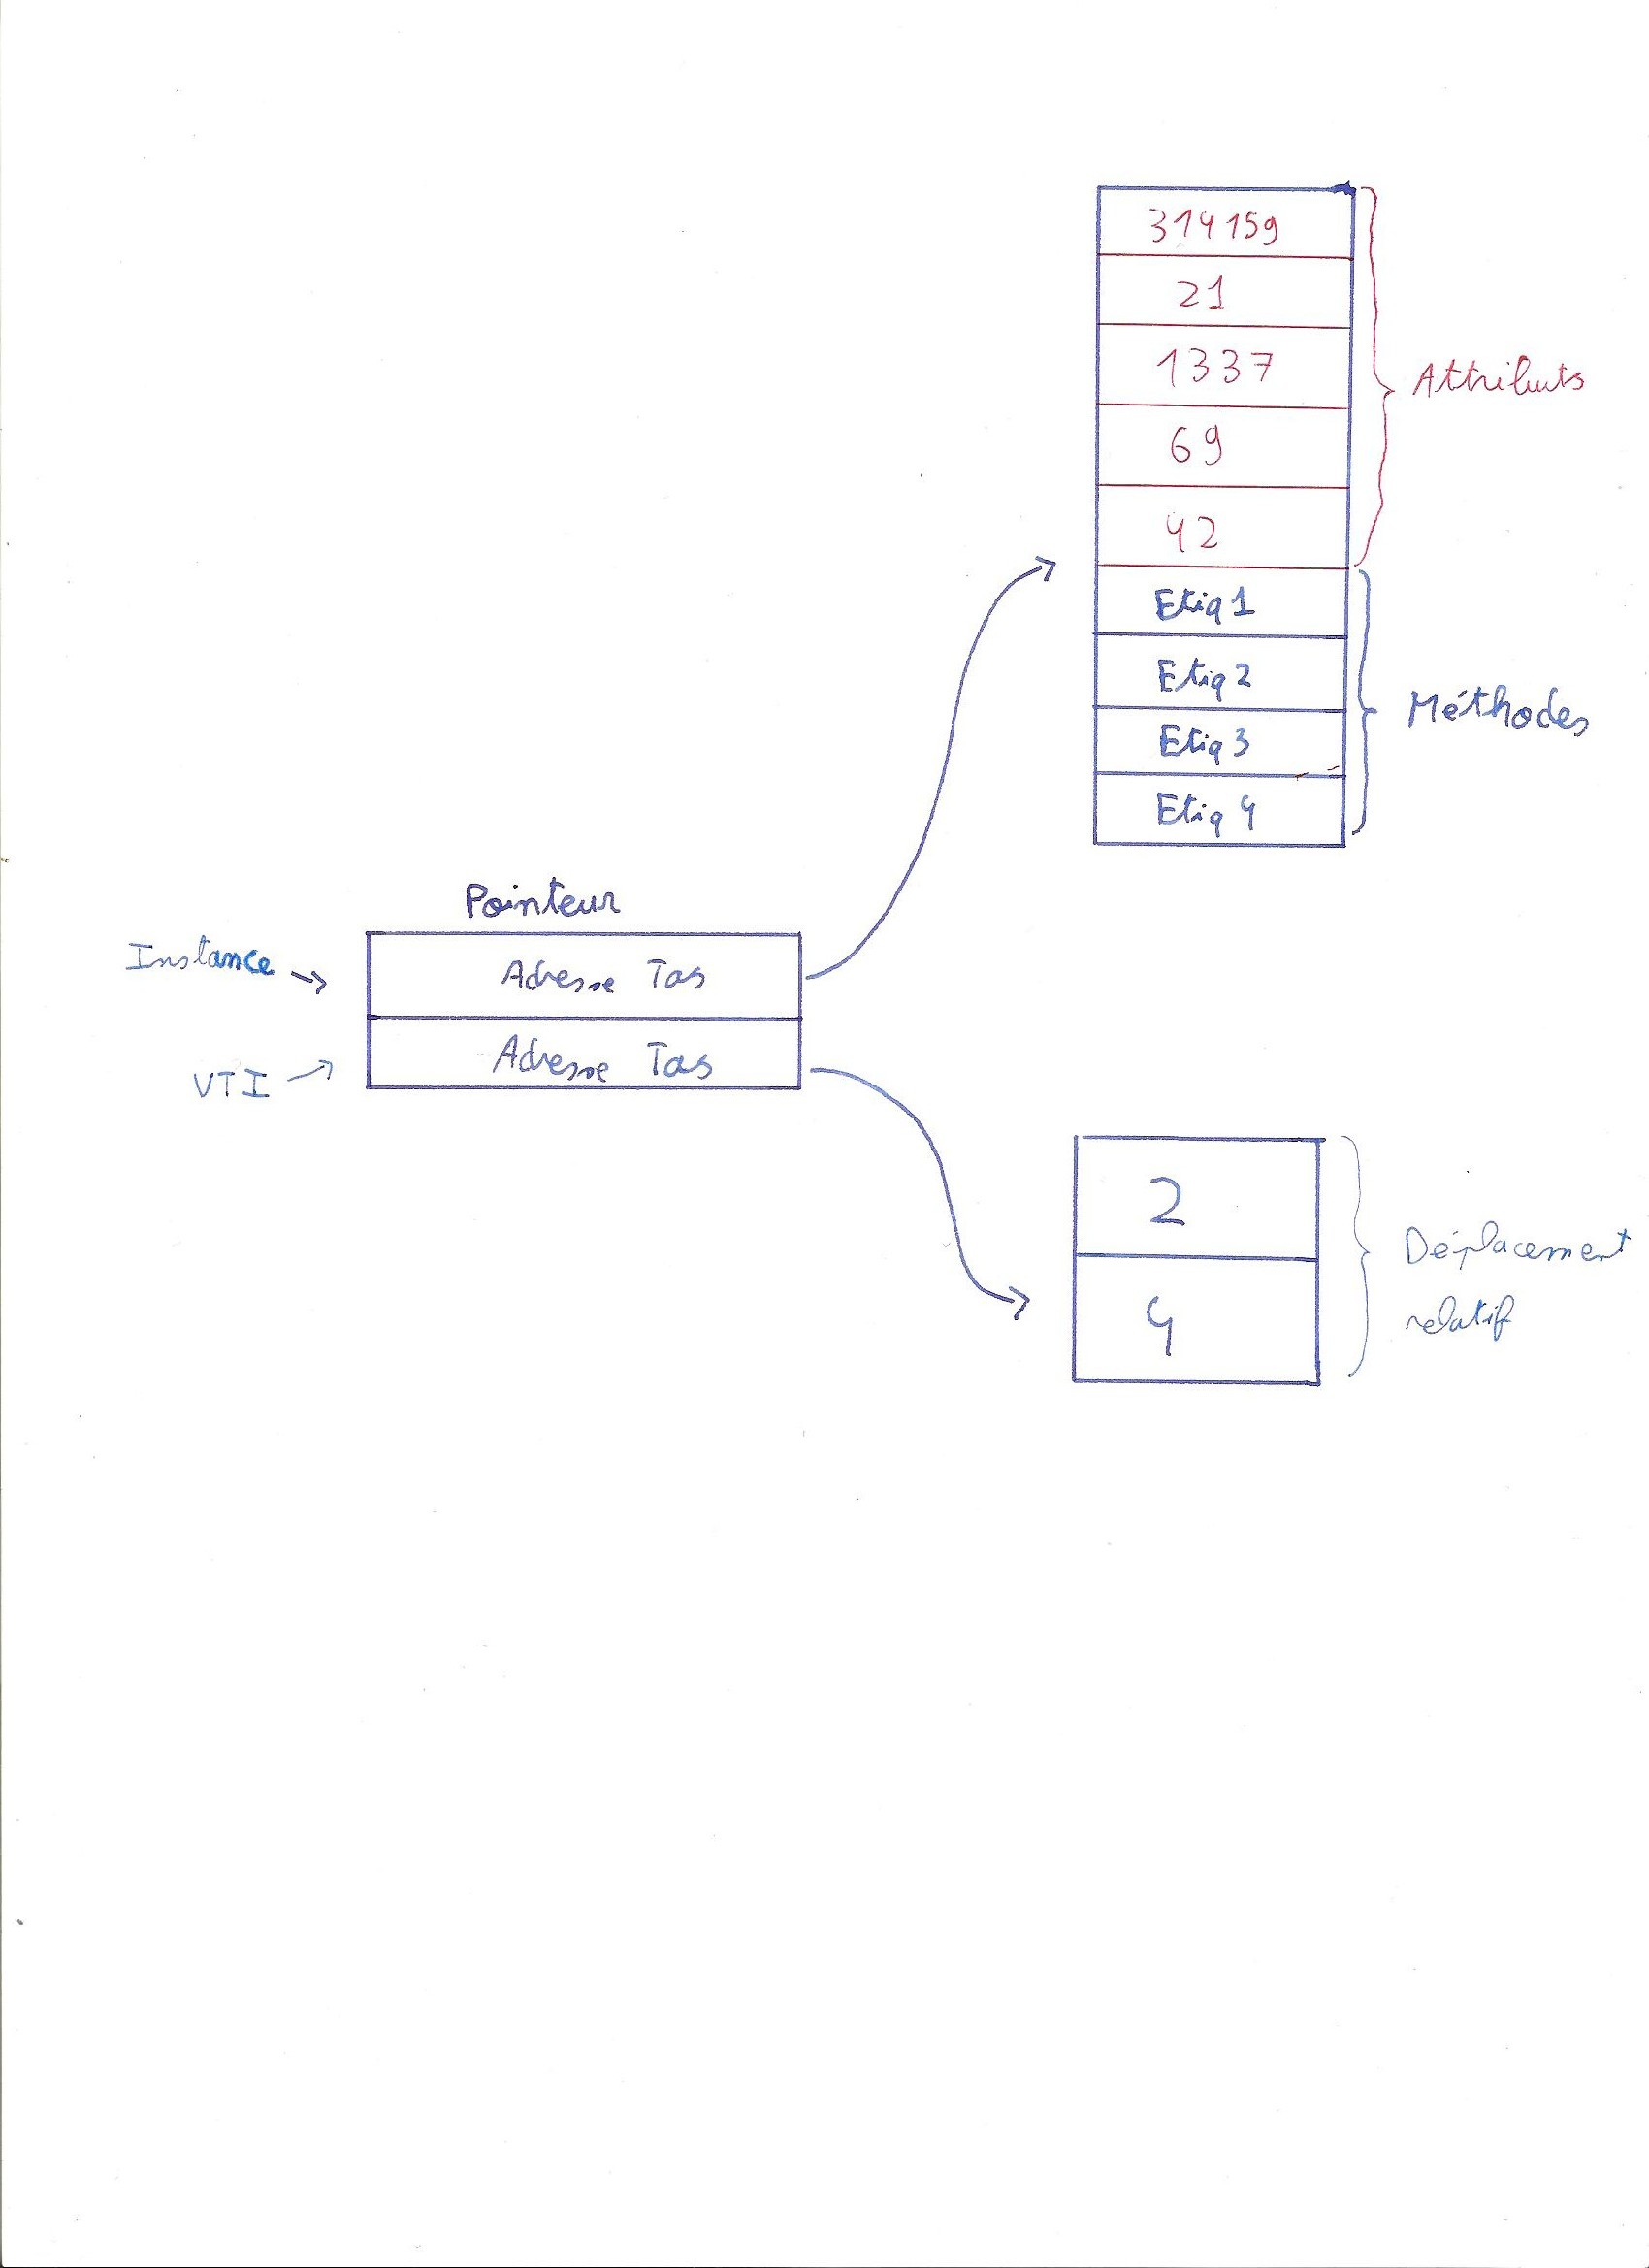 314159
21
1337
69
42
Attributs
Etiq 1
Etiq 2
Etiq 3
Etiq 4
Méthodes
Pointeur
Instance
Adresse Tas
VTI
Adresse Tas
2
4
Déplacement
relatif